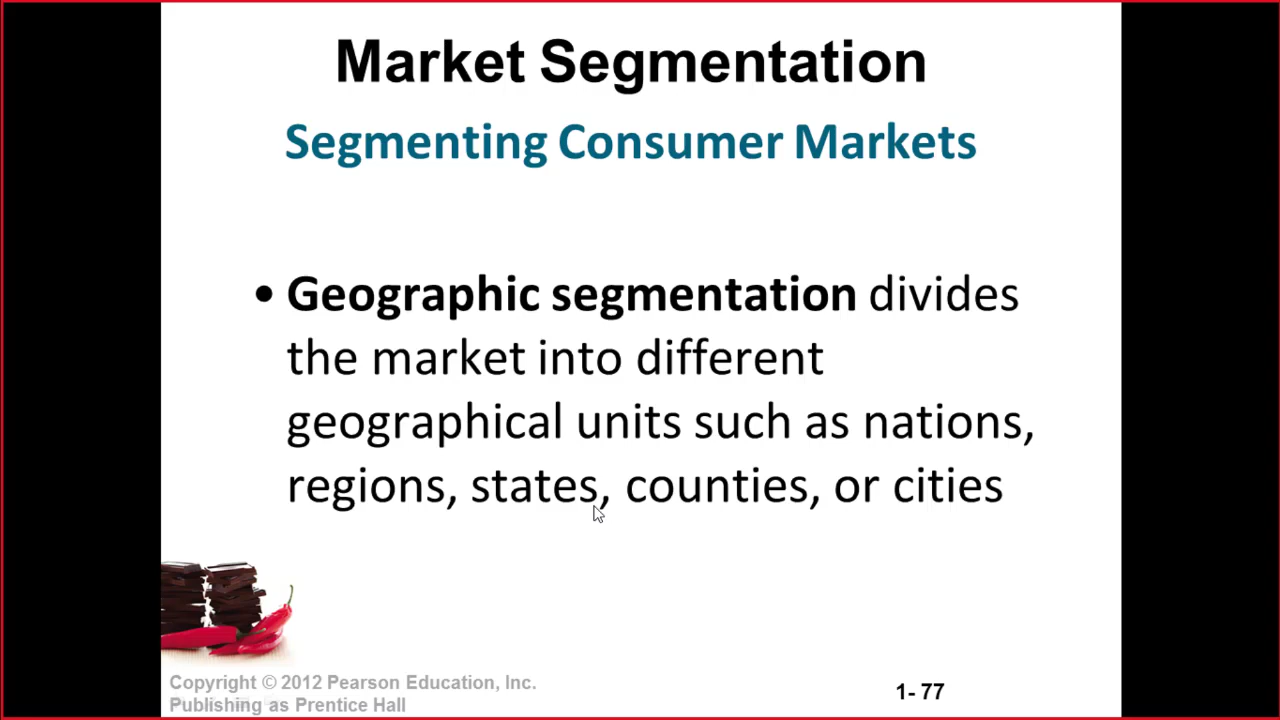 Market Segmentation
Segmenting Consumer Markets
• Geographic segmentation divides
the market into different
geographical units such as nations,
regions, states, counties, or cities
Copyright © 2012 Pearson Education, Inc.
Publishing as Prentice Hall
1- 77